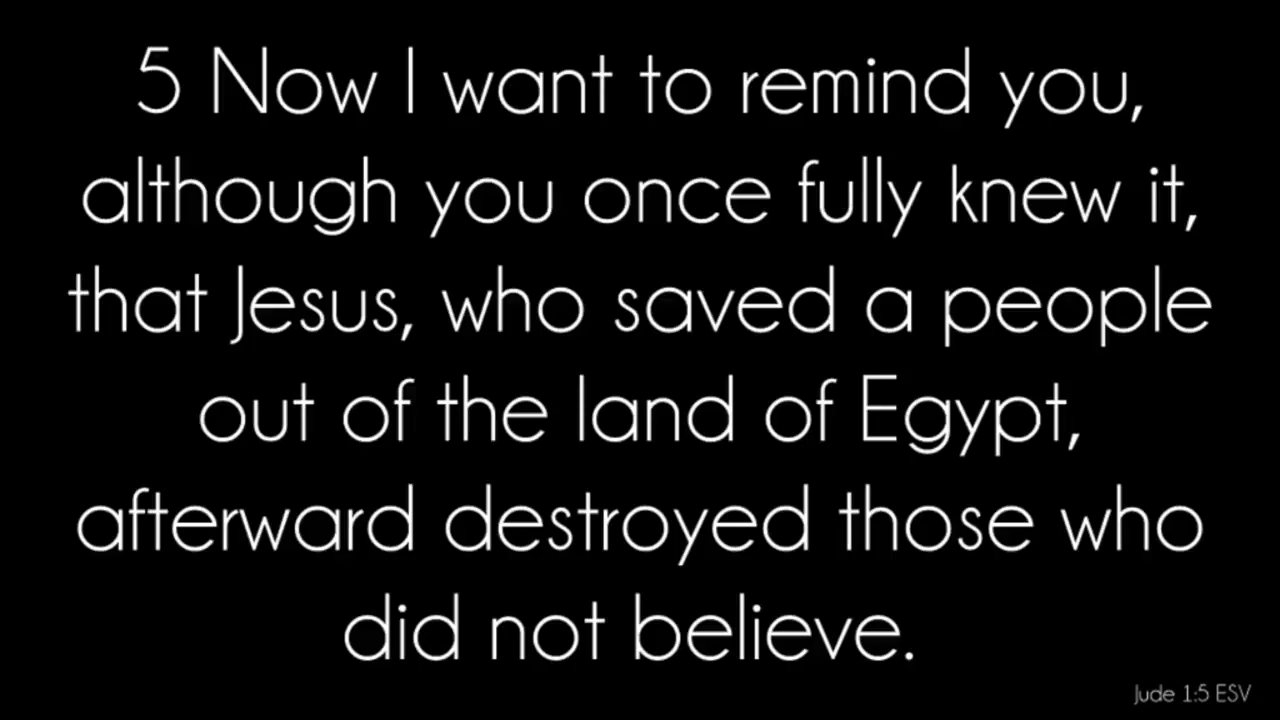 5 Now I want to remind you,
although you once fully knew it,
that Jesus, who saved a people
out of the land of Egypt,
afterward destroyed those who
did not believe.
Jude 1:5 ESV